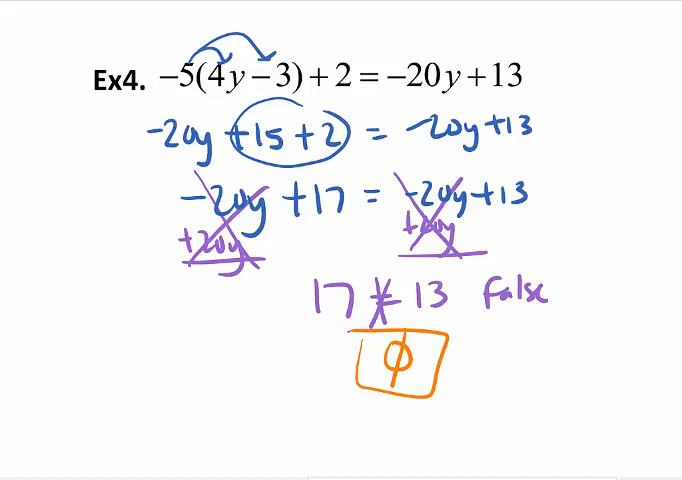 Ex4. −5(4y−3)+2=−20y+13
-20y +15 +2 = -20y+13
-20y +17 = -20y+13
+20y +20y
17 ≠ 13 False
∅